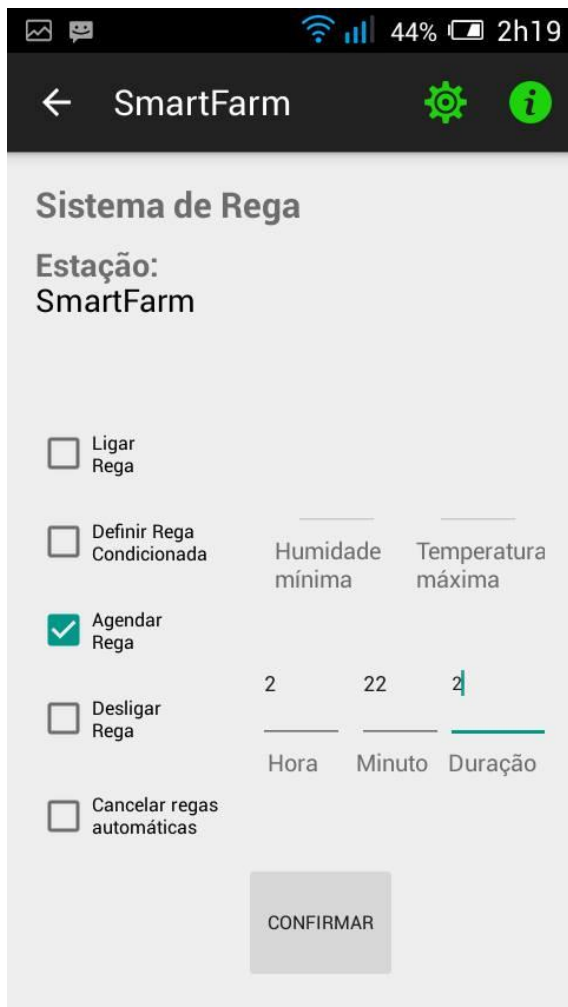 44% 2h19
SmartFarm
Sistema de Rega
Estação:
SmartFarm
Ligar
Rega
Definir Rega
Condicionada
Humidade
mínima
Temperatura
máxima
Agendar
Rega
2 22 2
Hora Minuto Duração
Desligar
Rega
Cancelar regas
automáticas
CONFIRMAR